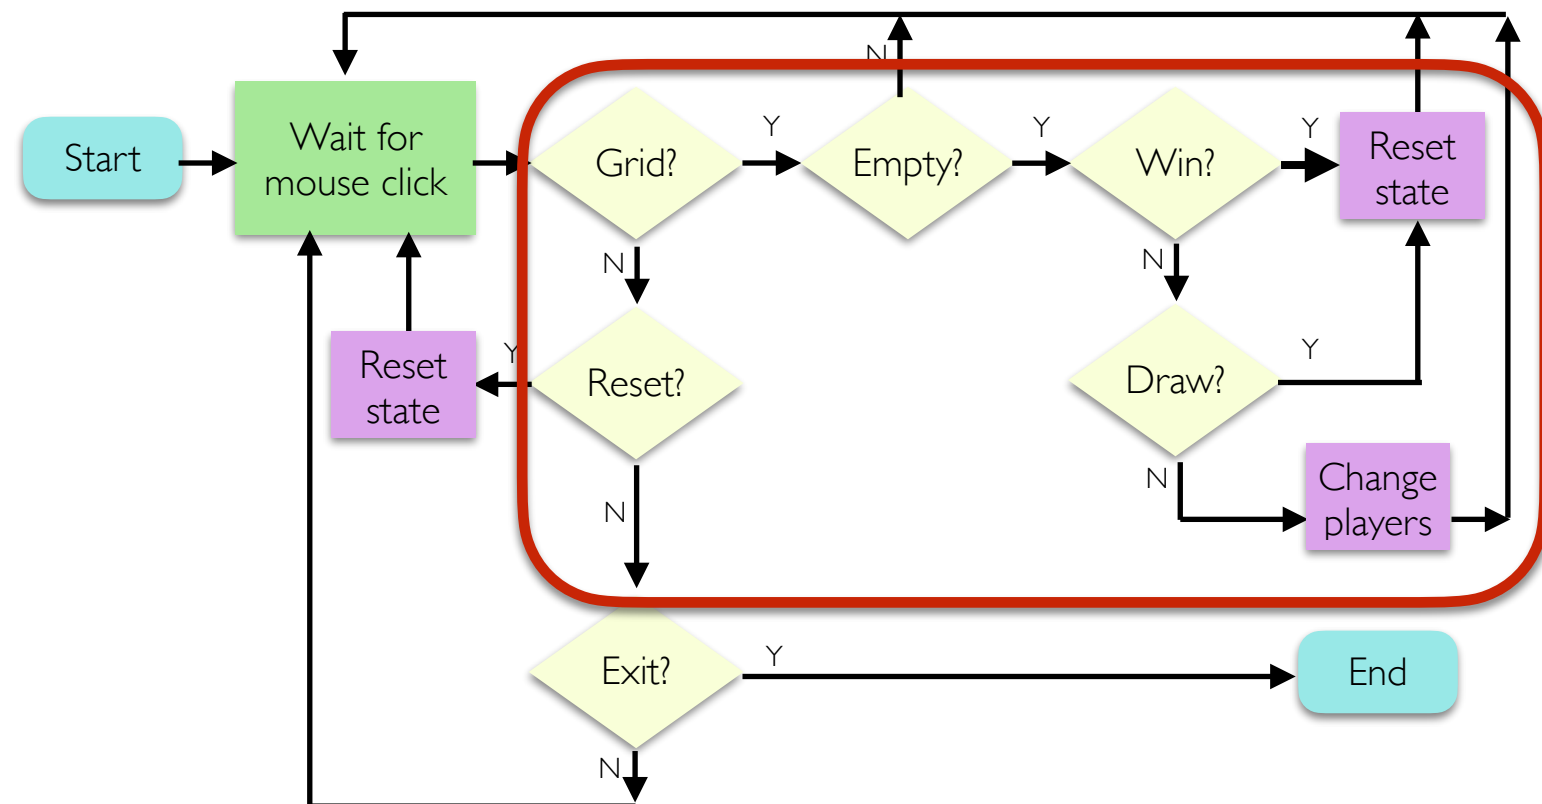 N
Start
Wait for
mouse click
Grid?
Y
Empty?
Y
Win?
Y
Reset
state
N
N
Reset
state
Y
Reset?
Draw?
Y
N
N
Change
players
Exit?
Y
End
N